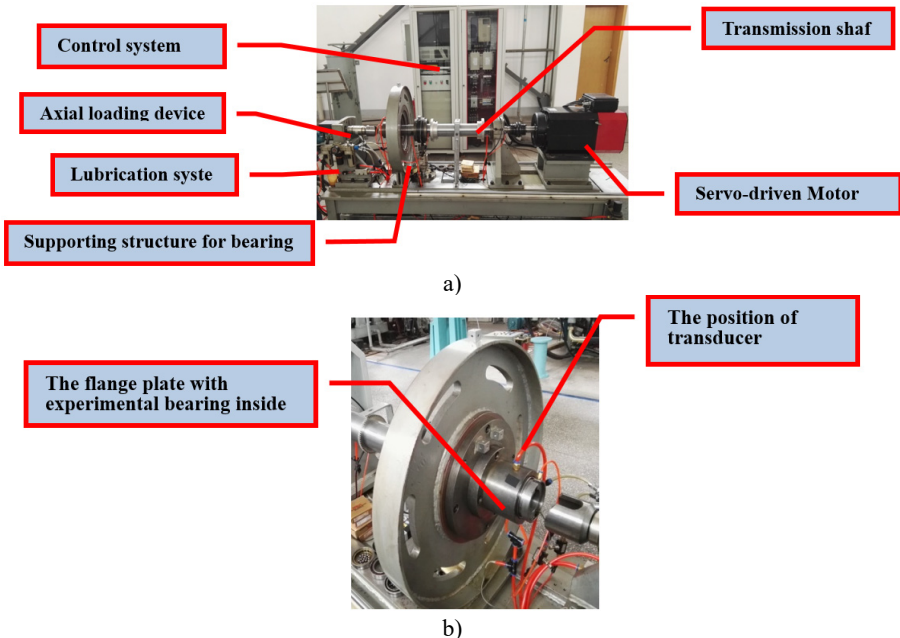 Control system
Transmission shaf
Axial loading device
Lubrication syste
Servo-driven Motor
Supporting structure for bearing
a)
The position of
transducer
The flange plate with
experimental bearing inside
b)